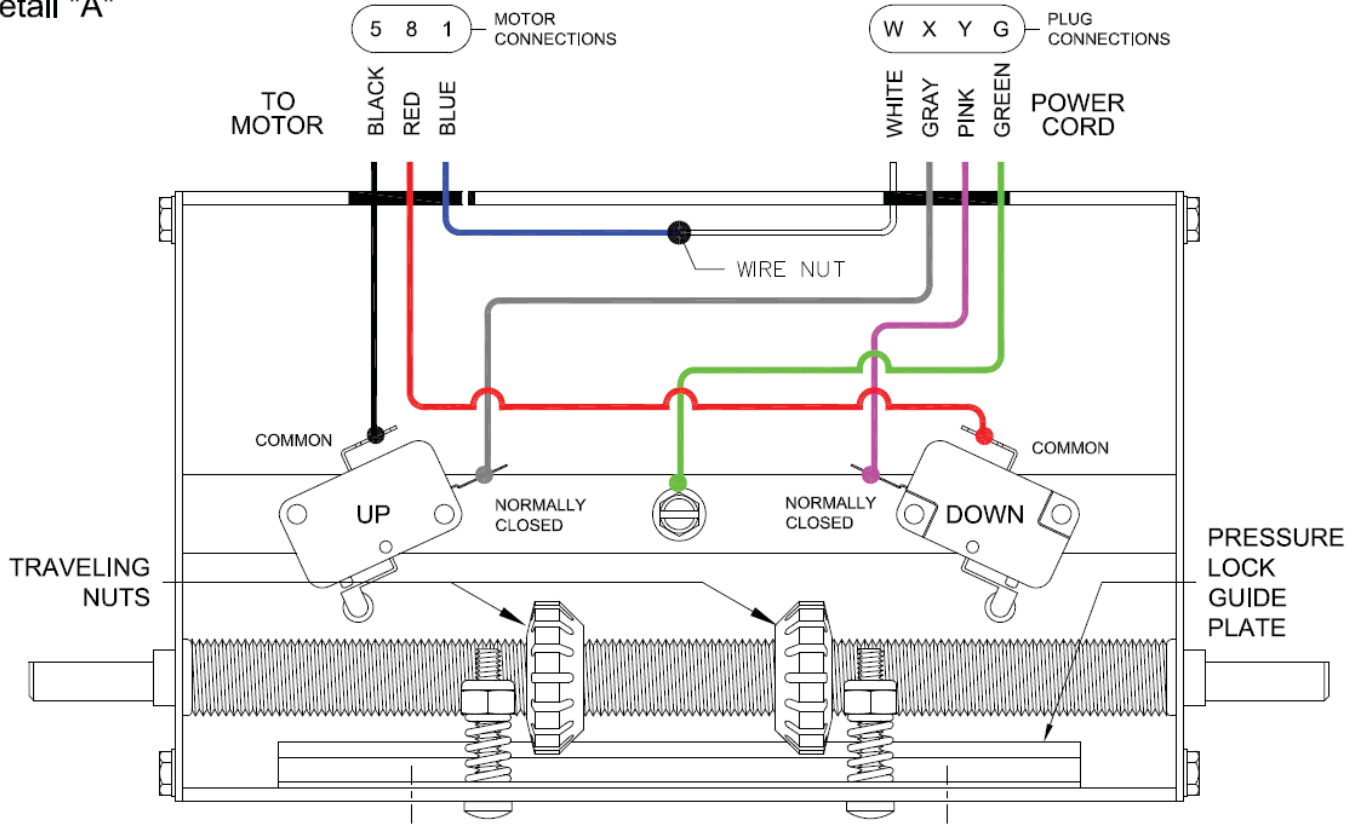 etail "A"
5 8 1
MOTOR
CONNECTIONS
W X Y G
PLUG
CONNECTIONS
TO
MOTOR
BLACK
RED
BLUE
WHITE
GRAY
PINK
GREEN
POWER
CORD
WIRE NUT
COMMON
COMMON
UP
NORMALLY
CLOSED
NORMALLY
CLOSED
DOWN
TRAVELING
NUTS
PRESSURE
LOCK
GUIDE
PLATE